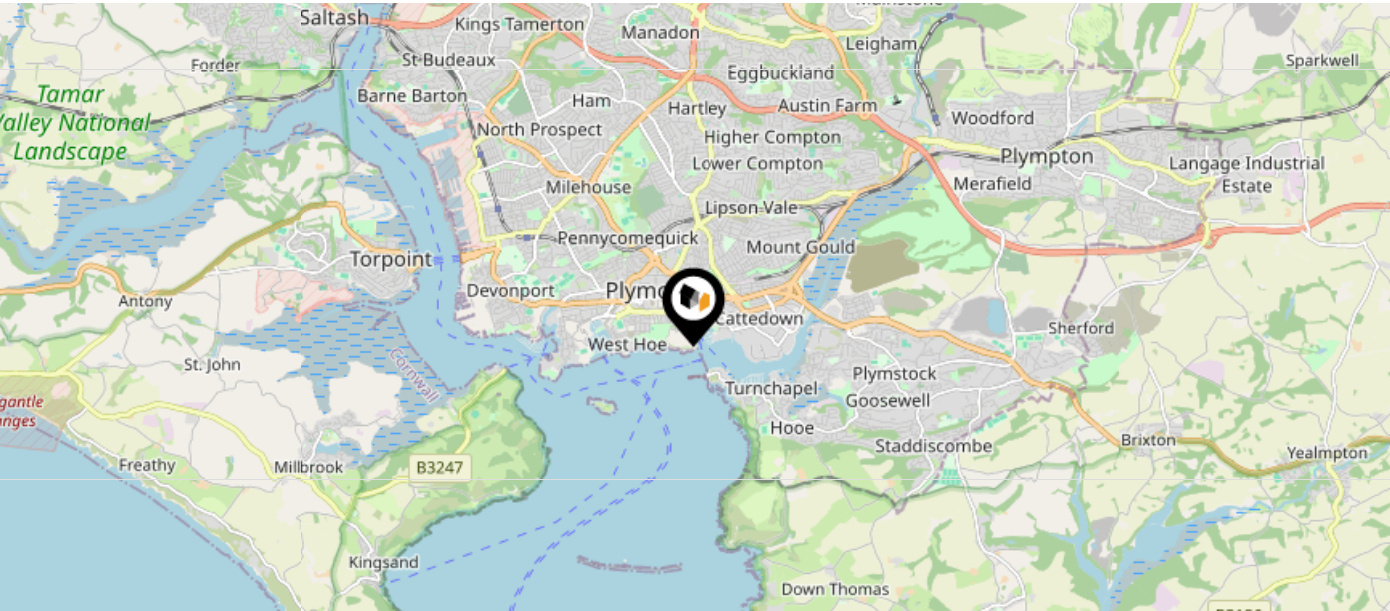 Saltash
Kings Tamerton
Manadon
Leigham
St Budeaux
Forder
Eggbuckland
Sparkwell
Tamar
Valley National
Landscape
Barne Barton
Ham
Hartley
Austin Farm
Woodford
North Prospect
Higher Compton
Lower Compton
Plympton
Langage Industrial
Estate
Merafield
Milehouse
Lipson Vale
Pennycomequick
Mount Gould
Torpoint
Devonport
Plymo
Antony
Cattedown
Sherford
West Hoe
St. John
Cornwall
Plymstock
Turnchapel
Goosewell
Hooe
Staddiscombe
Brixton
Yealmpton
Freathy
Millbrook
B3247
Kingsand
Down Thomas